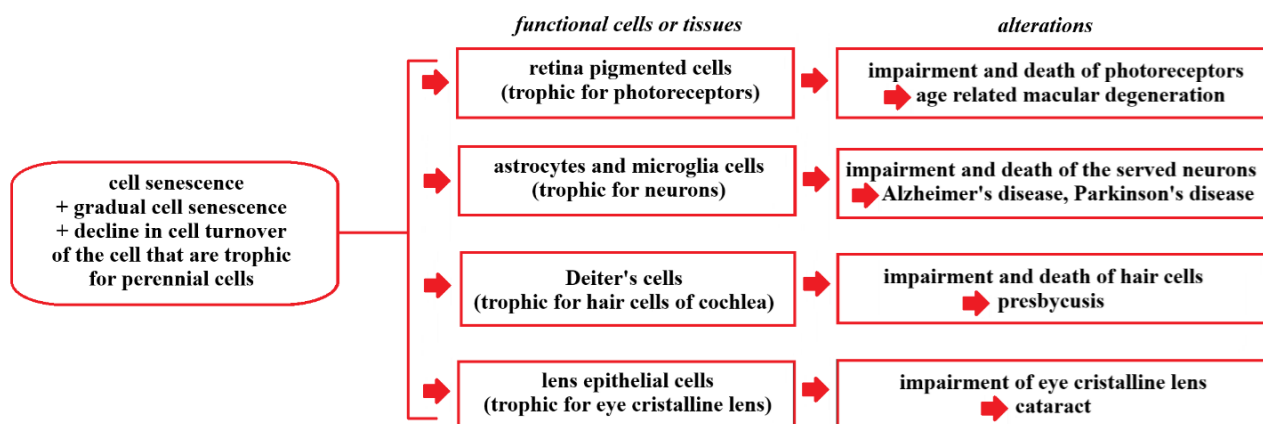 functional cells or tissues
alterations
cell senescence
+ gradual cell senescence
+ decline in cell turnover
of the cell that are trophic
for perennial cells
retina pigmented cells
(trophic for photoreceptors)
impairment and death of photoreceptors
age related macular degeneration
astrocytes and microglia cells
(trophic for neurons)
impairment and death of the served neurons
Alzheimer's disease, Parkinson's disease
Deiter's cells
(trophic for hair cells of cochlea)
impairment and death of hair cells
presbycusis
lens epithelial cells
(trophic for eye cristalline lens)
impairment of eye cristalline lens
cataract